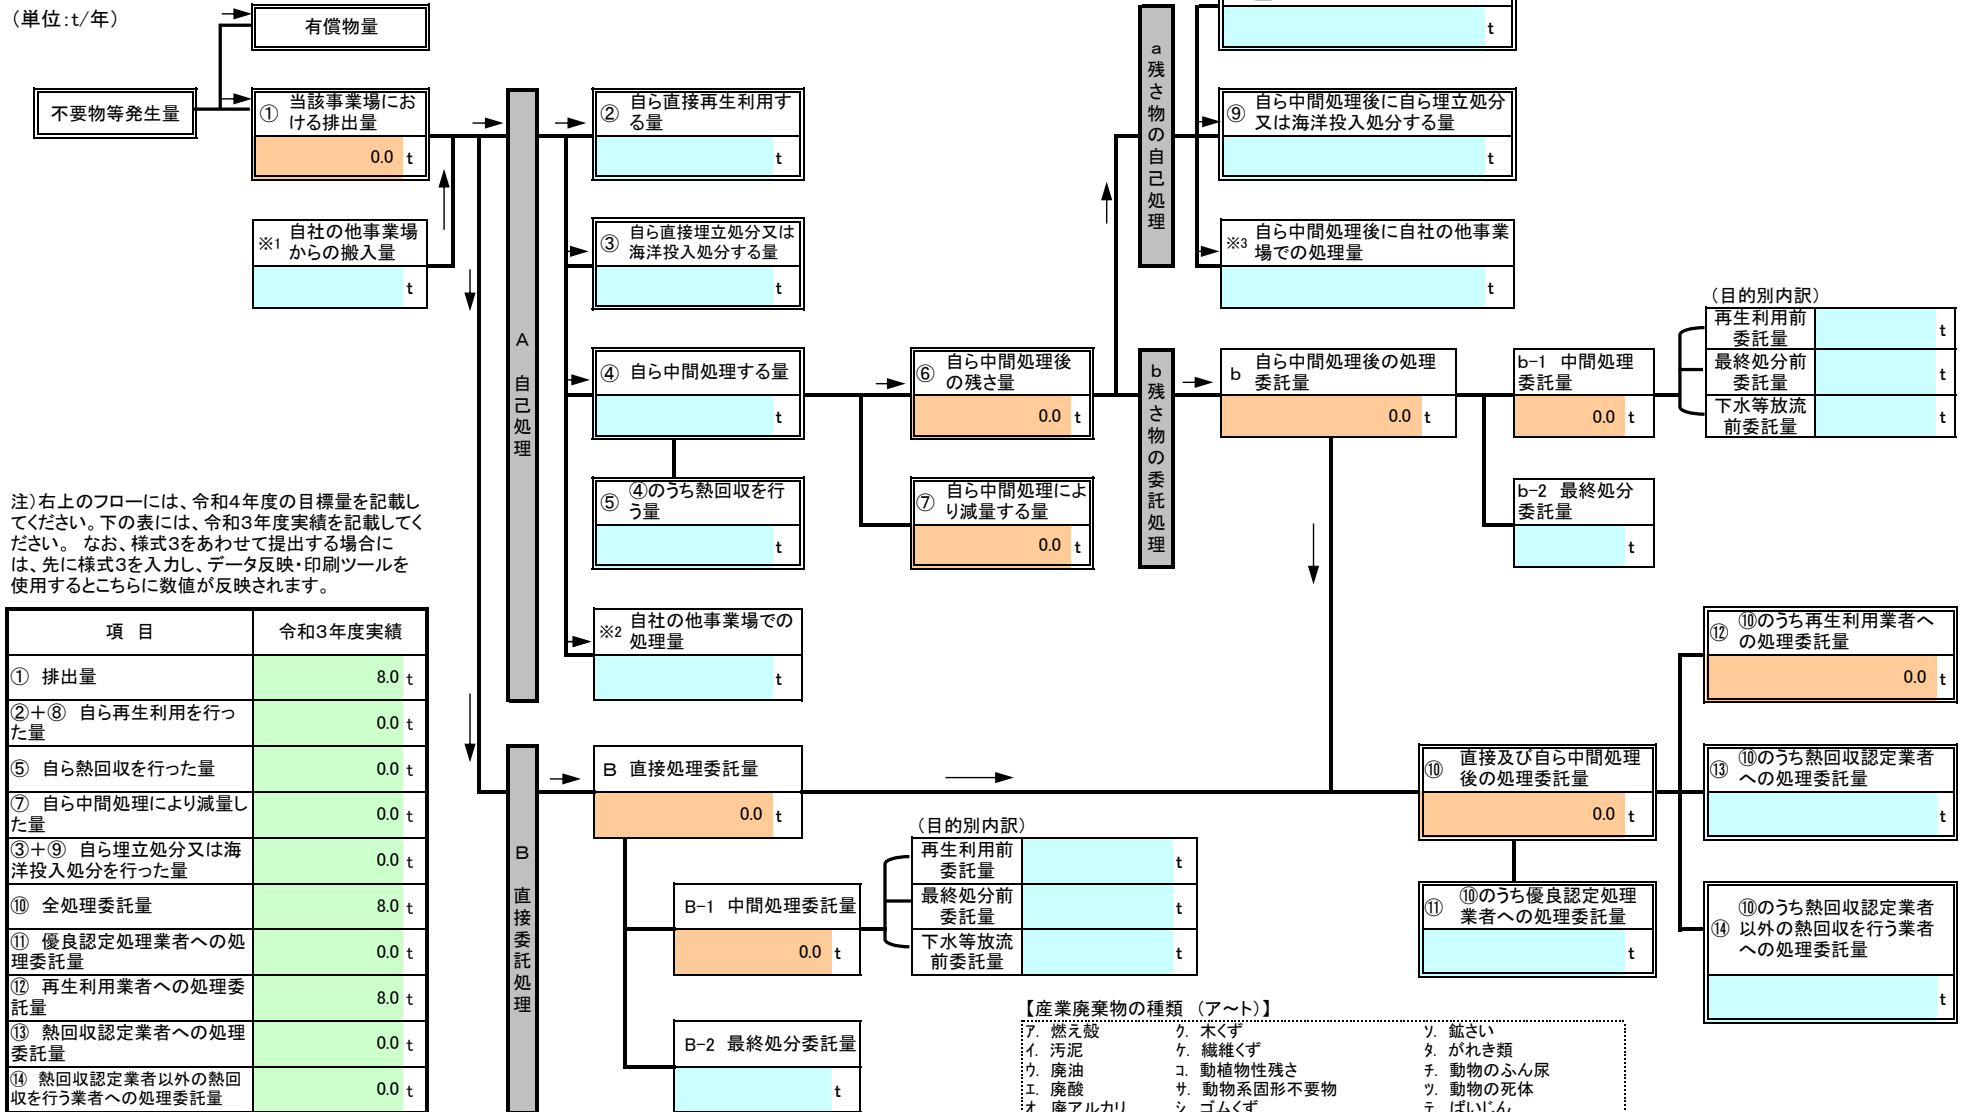 （単位:t/年）
有償物量
不要物等発生量
① 当該事業場にお
ける排出量
0.0 t
※1 自社の他事業場
からの搬入量
t
A 自己処理
② 自ら直接再生利用す
る量
t
③ 自ら直接埋立処分又は
海洋投入処分する量
t
④ 自ら中間処理する量
t
⑤ ④のうち熱回収を行
う量
t
※2 自社の他事業場での
処理量
t
⑥ 自ら中間処理後
の残さ量
0.0 t
⑦ 自ら中間処理によ
り減量する量
0.0 t
a残さ物の自己処理
t
⑨ 自ら中間処理後に自ら埋立処分
又は海洋投入処分する量
t
※3 自ら中間処理後に自社の他事業
場での処理量
t
b残さ物の委託処理
b 自ら中間処理後の処理
委託量
0.0 t
b-1 中間処理
委託量
0.0 t
b-2 最終処分
委託量
t
（目的別内訳）
再生利用前
委託量
t
最終処分前
委託量
t
下水等放流
前委託量
t
注）右上のフローには、令和４年度の目標量を記載し
てください。下の表には、令和３年度実績を記載してく
ださい。 なお、様式３をあわせて提出する場合に
は、先に様式３を入力し、データ反映・印刷ツールを
使用するとこちらに数値が反映されます。
項 目 令和３年度実績
① 排出量 8.0 t
②＋⑧ 自ら再生利用を行っ
た量 0.0 t
⑤ 自ら熱回収を行った量 0.0 t
⑦ 自ら中間処理により減量し
た量 0.0 t
③＋⑨ 自ら埋立処分又は海
洋投入処分を行った量 0.0 t
⑩ 全処理委託量 8.0 t
⑪ 優良認定処理業者への処
理委託量 0.0 t
⑫ 再生利用業者への処理委
託量 8.0 t
⑬ 熱回収認定業者への処理
委託量 0.0 t
⑭ 熱回収認定業者以外の熱回
収を行う業者への処理委託量 0.0 t
B 直接委託処理
B 直接処理委託量
0.0 t
B-1 中間処理委託量
0.0 t
B-2 最終処分委託量
t
（目的別内訳）
再生利用前
委託量
t
最終処分前
委託量
t
下水等放流
前委託量
t
⑩ 直接及び自ら中間処理
後の処理委託量
0.0 t
⑪ ⑩のうち優良認定処理
業者への処理委託量
t
⑫ ⑩のうち再生利用業者へ
の処理委託量
0.0 t
⑬ ⑩のうち熱回収認定業者
への処理委託量
t
⑭ ⑩のうち熱回収認定業者
以外の熱回収を行う業者
への処理委託量
t
【産業廃棄物の種類 （ア～ト）】
ｱ. 燃え殻 ｸ. 木くず ｿ. 鉱さい
ｲ. 汚泥 ｹ. 繊維くず ﾀ. がれき類
ｳ. 廃油 ｺ. 動植物性残さ ﾁ. 動物のふん尿
ｴ. 廃酸 ｻ. 動物系固形不要物 ﾂ. 動物の死体
ｵ. 廃アルカリ ｼ. ゴムくず ﾃ. ばいじん